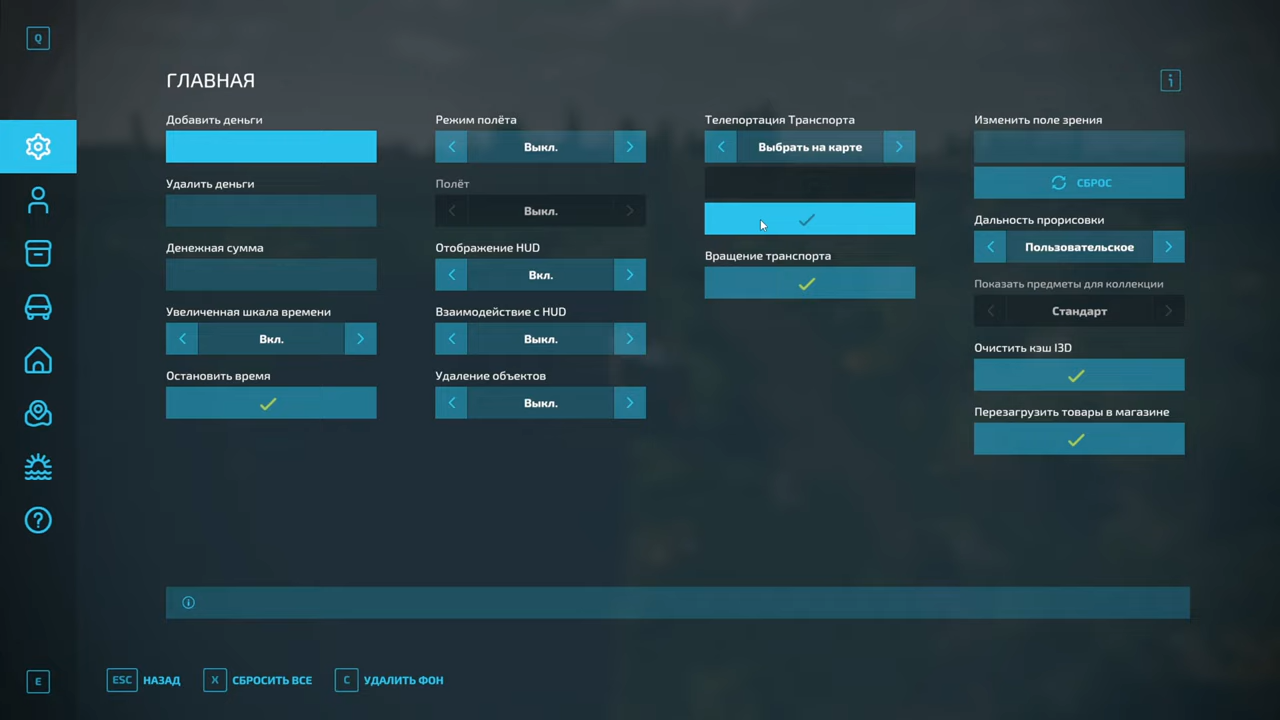 Q
ГЛАВНАЯ
Добавить деньги
Удалить деньги
Денежная сумма
Увеличенная шкала времени
Вкл.
Остановить время
Режим полёта
Выкл.
Полёт
Выкл.
Отображение HUD
Вкл.
Взаимодействие с HUD
Выкл.
Удаление объектов
Выкл.
Телепортация Транспорта
Выбрать на карте
Вращение транспорта
Изменить поле зрения
СБРОС
Дальность прорисовки
Пользовательское
Показать предметы для коллекции
Стандарт
Очистить кэш I3D
Перезагрузить товары в магазине
E
ESC НАЗАД
X СБРОСИТЬ ВСЕ
C УДАЛИТЬ ФОН